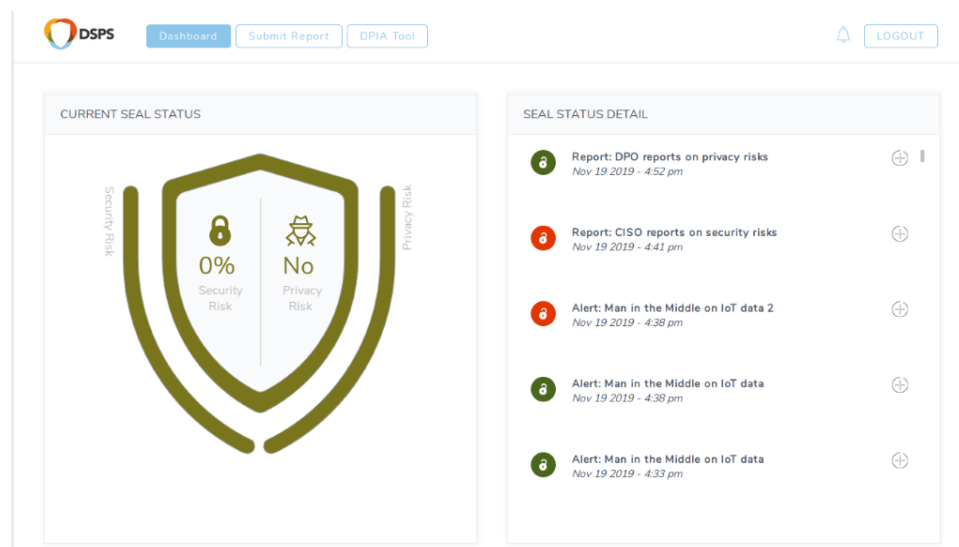 DSPS
Dashboard
Submit Report
DPIA Tool
LOGOUT
CURRENT SEAL STATUS
Security Risk
Privacy Risk
0%
Security
Risk
No
Privacy
Risk
SEAL STATUS DETAIL
Report: DPO reports on privacy risks
Nov 19 2019 - 4:52 pm
Report: CISO reports on security risks
Nov 19 2019 - 4:41 pm
Alert: Man in the Middle on IoT data 2
Nov 19 2019 - 4:38 pm
Alert: Man in the Middle on IoT data
Nov 19 2019 - 4:38 pm
Alert: Man in the Middle on IoT data
Nov 19 2019 - 4:33 pm